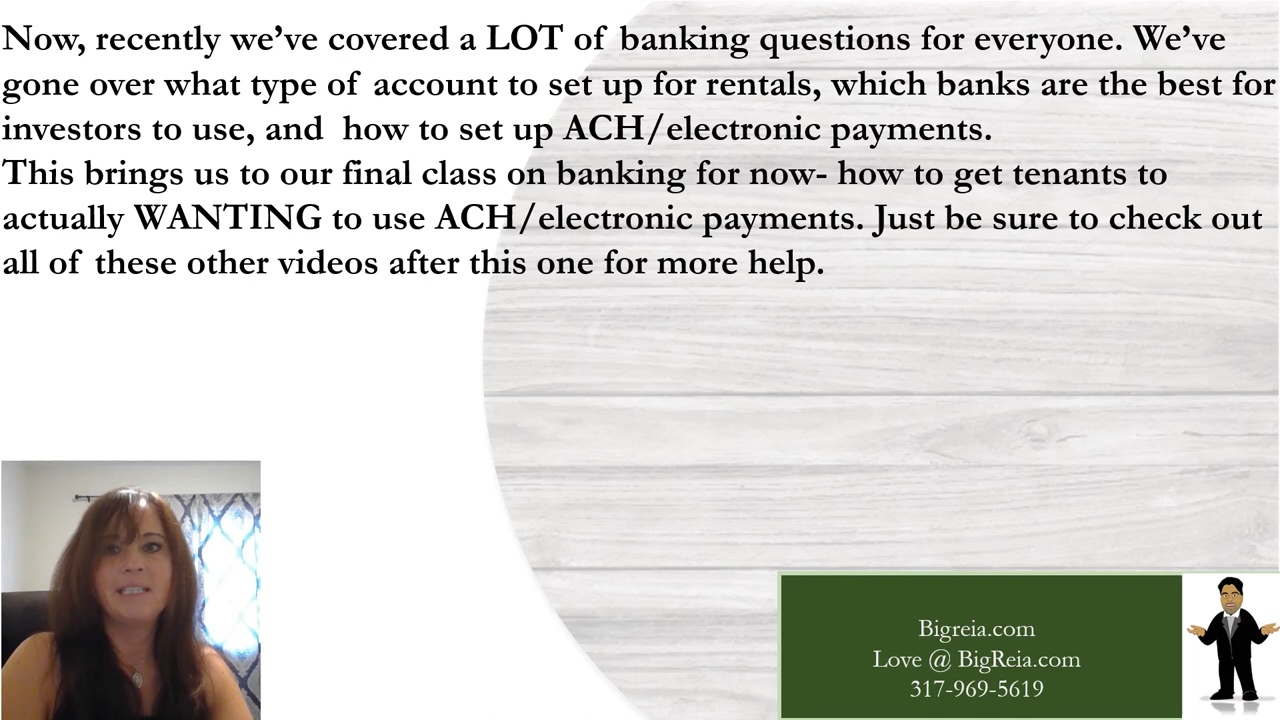 Now, recently we’ve covered a LOT of banking questions for everyone. We’ve
gone over what type of account to set up for rentals, which banks are the best for
investors to use, and how to set up ACH/electronic payments.
This brings us to our final class on banking for now- how to get tenants to
actually WANTING to use ACH/electronic payments. Just be sure to check out
all of these other videos after this one for more help.
Bigreia.com
Love @ BigReia.com
317-969-5619